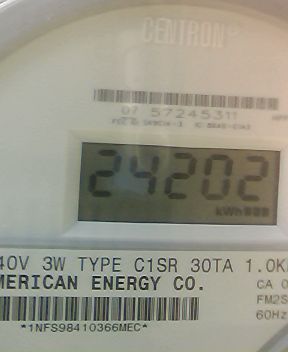 CENTRON®
07 57245311
24202
kWh
40V 3W TYPE C1SR 30TA 1.0K
MERICAN ENERGY CO.
CA 0
FM2S
60Hz
*1NFS98410366MEC*